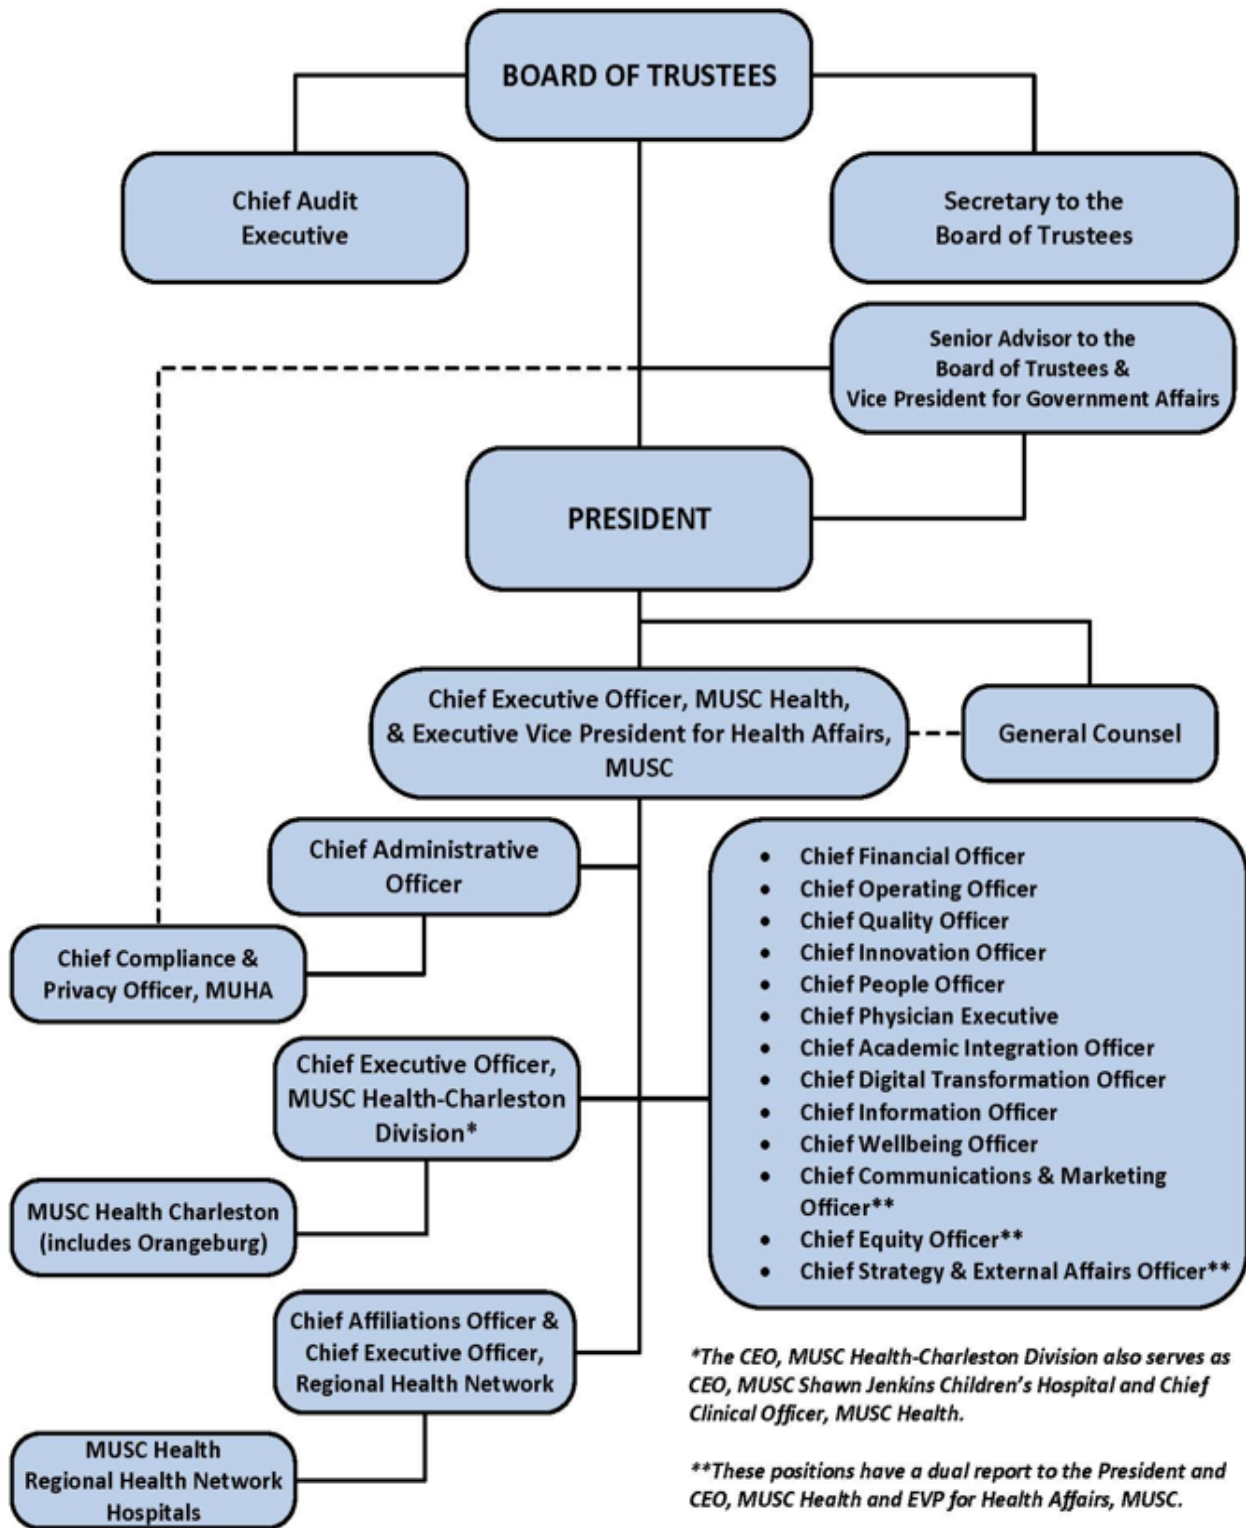 BOARD OF TRUSTEES
Chief Audit
Executive
Secretary to the
Board of Trustees
Senior Advisor to the
Board of Trustees &
Vice President for Government Affairs
PRESIDENT
Chief Executive Officer, MUSC Health,
& Executive Vice President for Health Affairs,
MUSC
General Counsel
Chief Administrative
Officer
Chief Compliance &
Privacy Officer, MUHA
Chief Executive Officer,
MUSC Health-Charleston
Division*
MUSC Health Charleston
(includes Orangeburg)
Chief Affiliations Officer &
Chief Executive Officer,
Regional Health Network
MUSC Health
Regional Health Network
Hospitals
• Chief Financial Officer
• Chief Operating Officer
• Chief Quality Officer
• Chief Innovation Officer
• Chief People Officer
• Chief Physician Executive
• Chief Academic Integration Officer
• Chief Digital Transformation Officer
• Chief Information Officer
• Chief Wellbeing Officer
• Chief Communications & Marketing
Officer**
• Chief Equity Officer**
• Chief Strategy & External Affairs Officer**
*The CEO, MUSC Health-Charleston Division also serves as
CEO, MUSC Shawn Jenkins Children's Hospital and Chief
Clinical Officer, MUSC Health.
**These positions have a dual report to the President and
CEO, MUSC Health and EVP for Health Affairs, MUSC.